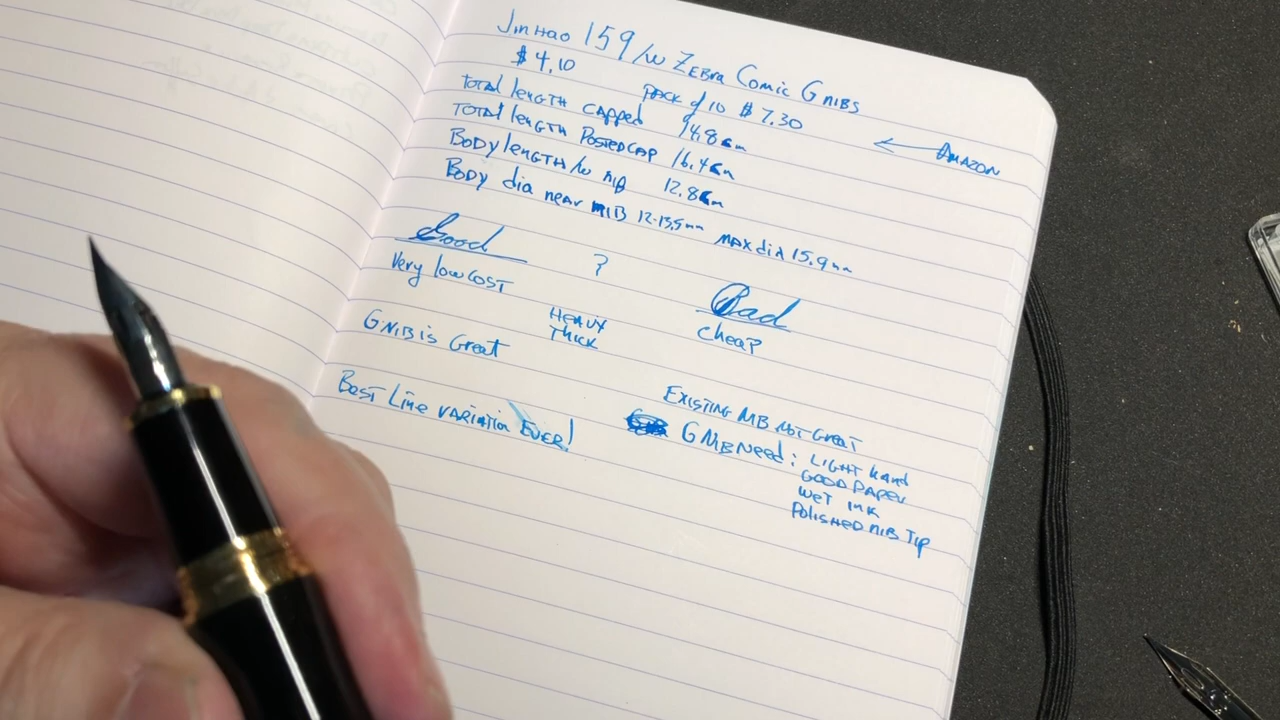 JinHao 159/w Zebra Comic G nibs
$4.10 pack of 10 $7.30
Total length capped 14.8cm
← Amazon
Total length Posted cap 16.4cm
Body length/w nib 12.8cm
Body dia near nib 12-13.5mm max dia 15.9mm
Good ? Bad
Very low cost Heavy Thick cheap
G nib is Great
Best Line variation Ever!
Existing nib not Great
G nib Need: Light hand
Good paper
wet ink
Polished nib Tip